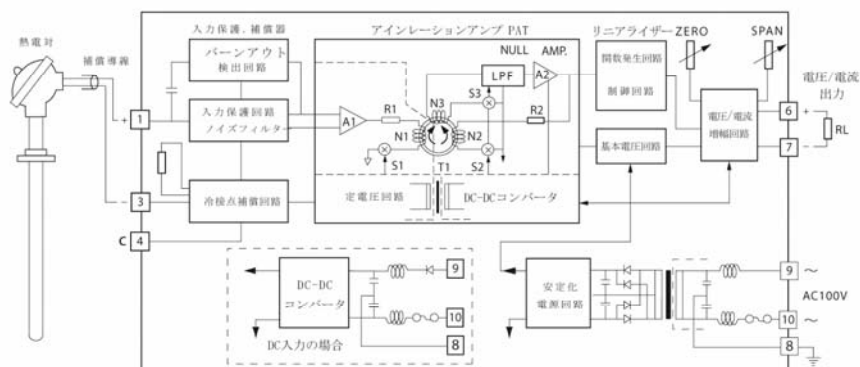 熱電対
補償導線
入力保護、補償器
バーンアウト
検出回路
入力保護回路
ノイズフィルター
冷接点補償回路
+
1
−
3
C
4
アインレーションアンプ PAT
NULL
AMP.
LPF
A2
S3
N3
R2
A1
R1
N1
N2
S1
T1
S2
定電圧回路
DC-DCコンバータ
リニアライザー
ZERO
SPAN
関数発生回路
制御回路
基本電圧回路
電圧/電流
増幅回路
電圧/電流
出力
6
+
RL
7
−
DC-DC
コンバータ
DC入力の場合
9
10
8
安定化
電源回路
9
~
AC100V
10
~
8